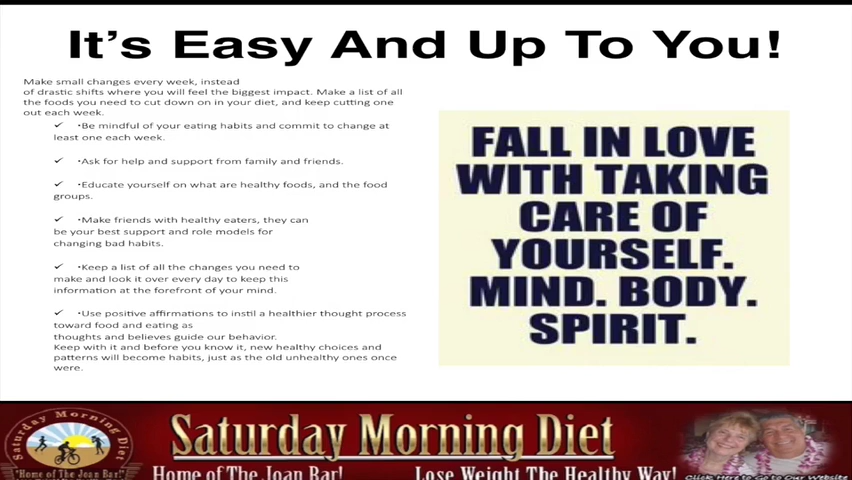 It's Easy And Up To You!
Make small changes every week, instead
of drastic shifts where you will feel the biggest impact. Make a list of all
the foods you need to cut down on in your diet, and keep cutting one
out each week.
✓ •Be mindful of your eating habits and commit to change at
least one each week.
✓ •Ask for help and support from family and friends.
✓ •Educate yourself on what are healthy foods, and the food
groups.
✓ •Make friends with healthy eaters, they can
be your best support and role models for
changing bad habits.
✓ •Keep a list of all the changes you need to
make and look it over every day to keep this
information at the forefront of your mind.
✓ •Use positive affirmations to instil a healthier thought process
toward food and eating as
thoughts and believes guide our behavior.
Keep with it and before you know it, new healthy choices and
patterns will become habits, just as the old unhealthy ones once
were.
FALL IN LOVE
WITH TAKING
CARE OF
YOURSELF.
MIND. BODY.
SPIRIT.
Saturday Morning Diet
"Home of The Joan Bar!"
Saturday Morning Diet
Home of The Joan Bar!
Lose Weight The Healthy Way!
Click Here to Go to Our Website